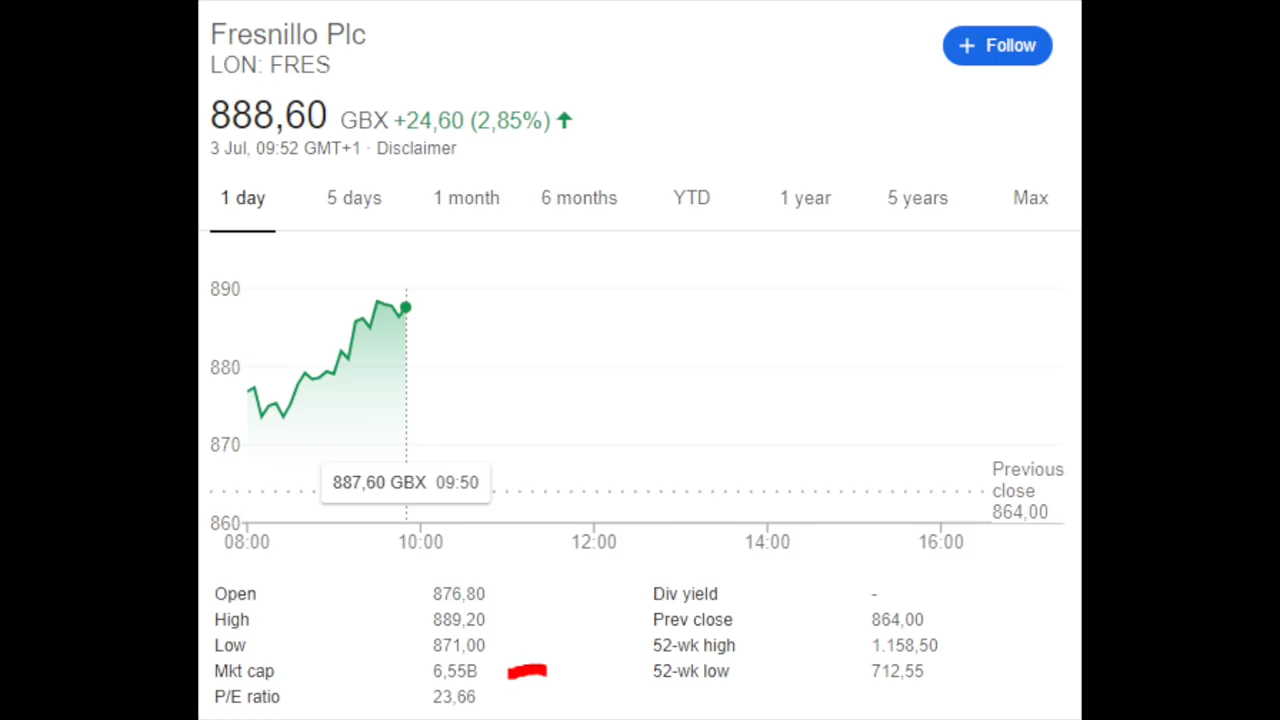 Fresnillo Plc
LON: FRES
+ Follow
888,60 GBX +24,60 (2,85%) ↑
3 Jul, 09:52 GMT+1 · Disclaimer
1 day 5 days 1 month 6 months YTD 1 year 5 years Max
890
880
870
887,60 GBX 09:50
Previous
close
864,00
860
08:00 10:00 12:00 14:00 16:00
Open 876,80 Div yield -
High 889,20 Prev close 864,00
Low 871,00 52-wk high 1.158,50
Mkt cap 6,55B 52-wk low 712,55
P/E ratio 23,66